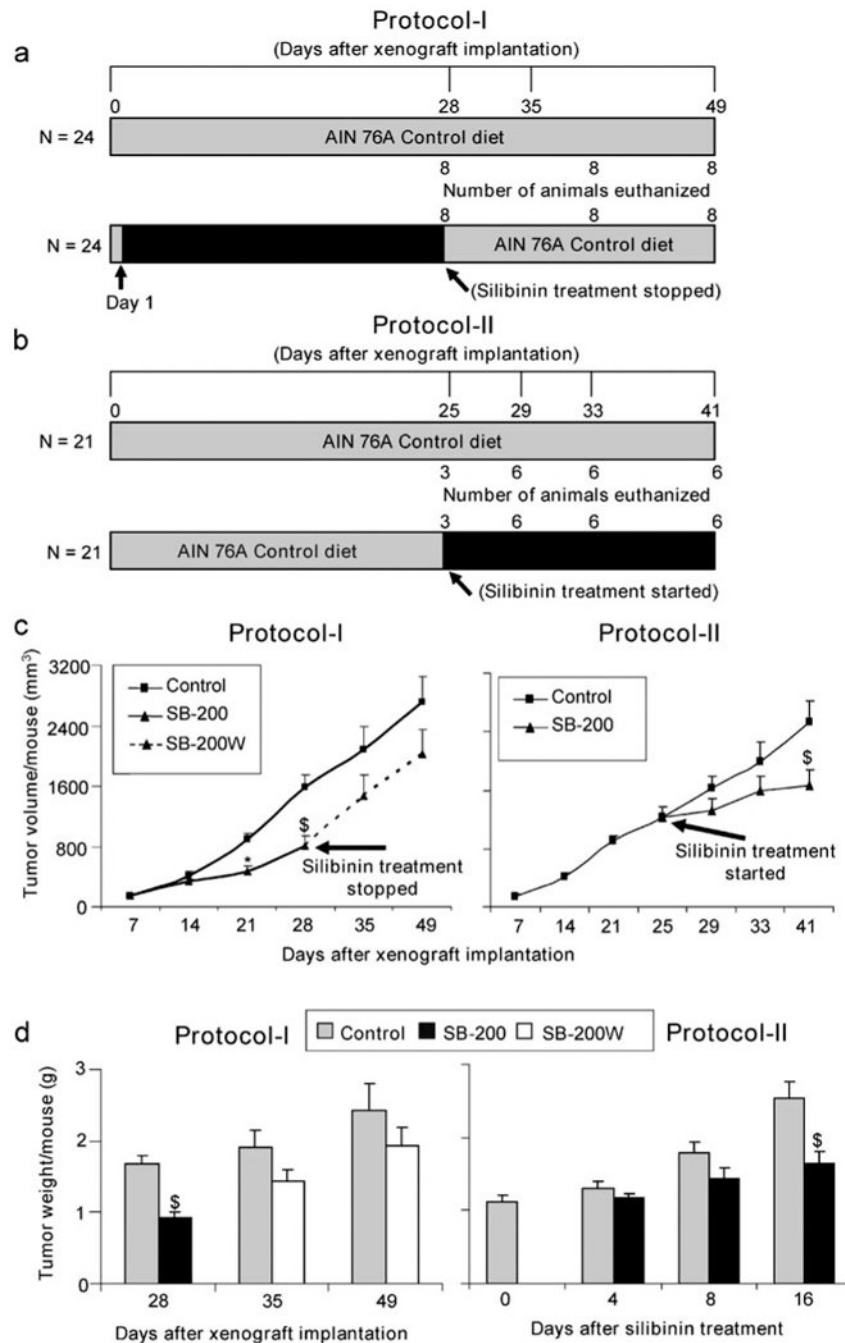 Protocol-I
a
(Days after xenograft implantation)
0 28 35 49
N = 24
AIN 76A Control diet
8 8 8
Number of animals euthanized
8 8 8
N = 24
AIN 76A Control diet
Day 1
(Silibinin treatment stopped)
Protocol-II
b
(Days after xenograft implantation)
0 25 29 33 41
N = 21
AIN 76A Control diet
3 6 6 6
Number of animals euthanized
3 6 6 6
N = 21
AIN 76A Control diet
(Silibinin treatment started)
c
Protocol-I
Tumor volume/mouse (mm³)
3200
2400
1600
800
0
Control
SB-200
SB-200W
*
$
Silibinin treatment
stopped
7 14 21 28 35 49
Protocol-II
Control
SB-200
$
Silibinin treatment
started
7 14 21 25 29 33 41
Days after xenograft implantation
d
Protocol-I
Control SB-200 SB-200W
Protocol-II
Tumor weight/mouse (g)
3
2
1
0
$
28 35 49
Days after xenograft implantation
$
0 4 8 16
Days after silibinin treatment